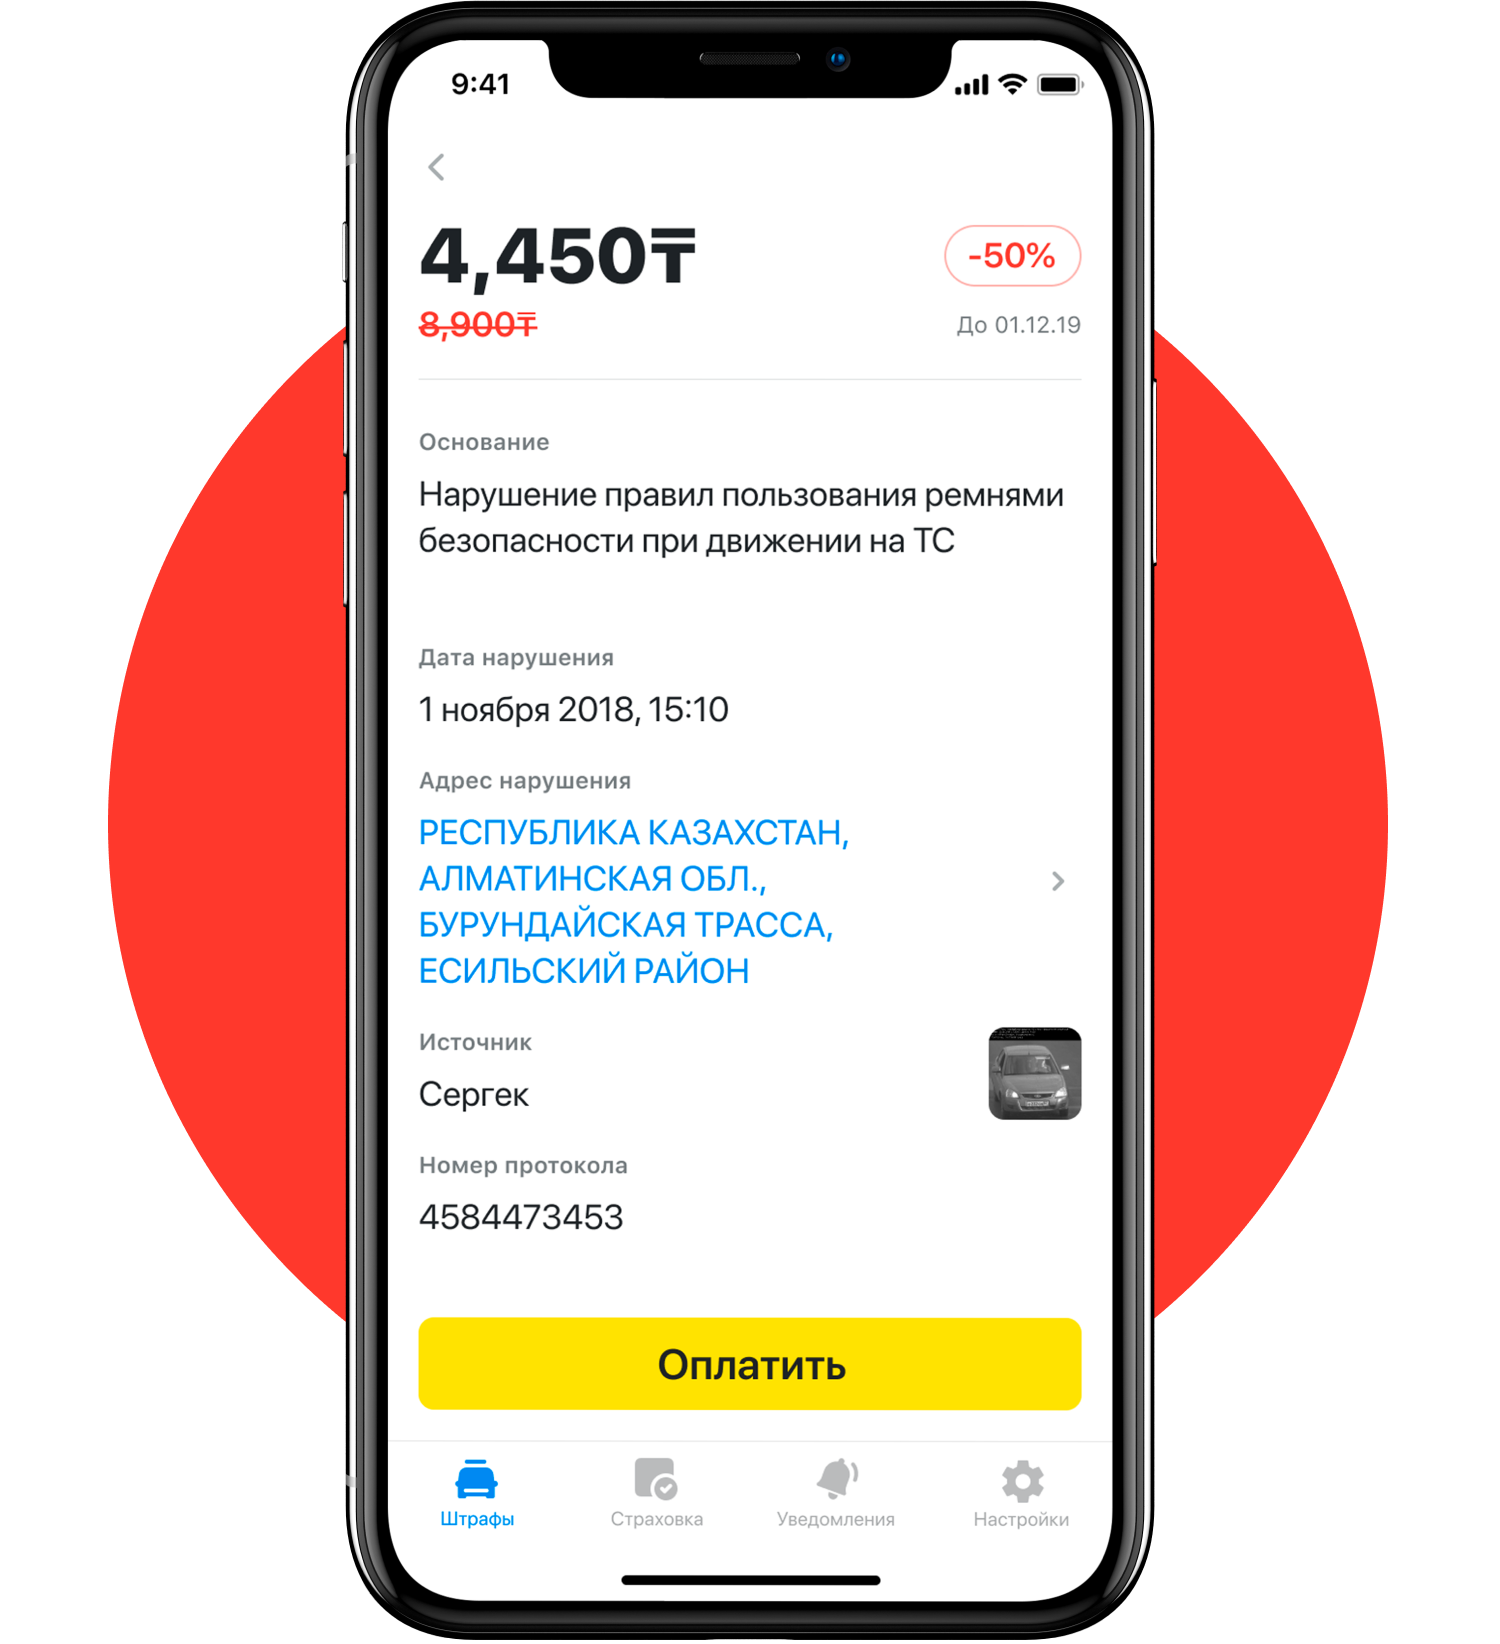 9:41
4,450₸
-50%
8,900₸
До 01.12.19
Основание
Нарушение правил пользования ремнями
безопасности при движении на ТС
Дата нарушения
1 ноября 2018, 15:10
Адрес нарушения
РЕСПУБЛИКА КАЗАХСТАН,
АЛМАТИНСКАЯ ОБЛ.,
БУРУНДАЙСКАЯ ТРАССА,
ЕСИЛЬСКИЙ РАЙОН
Источник
Сергек
Номер протокола
4584473453
Оплатить
Штрафы
Страховка
Уведомления
Настройки